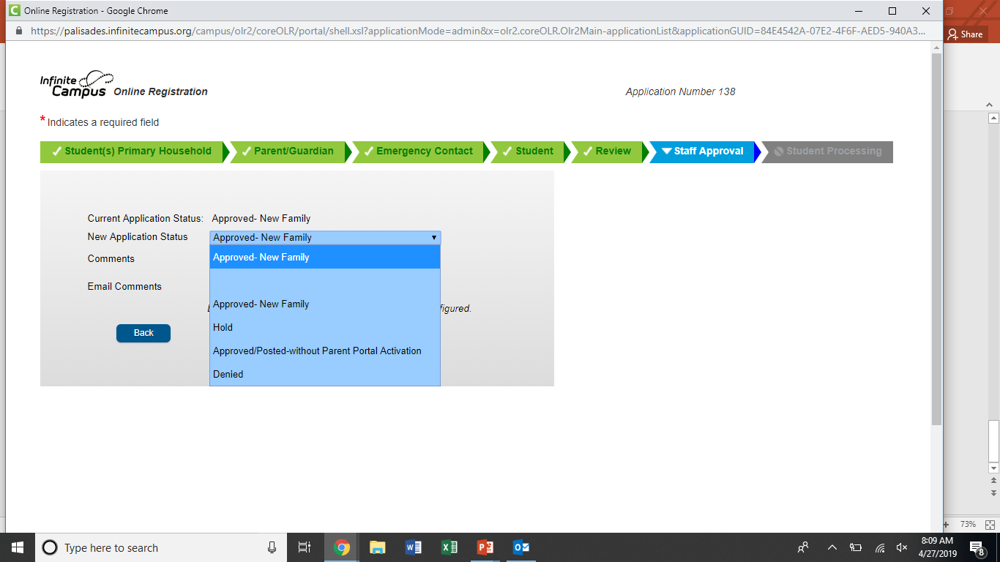 Online Registration - Google Chrome
https://palisades.infinitecampus.org/campus/olr2/coreOLR/portal/shell.xsl?applicationMode=admin&x=olr2.coreOLR.Olr2Main-applicationList&applicationGUID=84E4542A-07E2-4F6F-AED5-940A3...
Share
Infinite Campus Online Registration
Application Number 138
* Indicates a required field
Student(s) Primary Household Parent/Guardian Emergency Contact Student Review Staff Approval Student Processing
Current Application Status: Approved- New Family
New Application Status Approved- New Family
Approved- New Family
Comments
Email Comments
Approved- New Family
figured.
Hold
Back
Approved/Posted-without Parent Portal Activation
Denied
73%
Type here to search
8:09 AM
4/27/2019
8